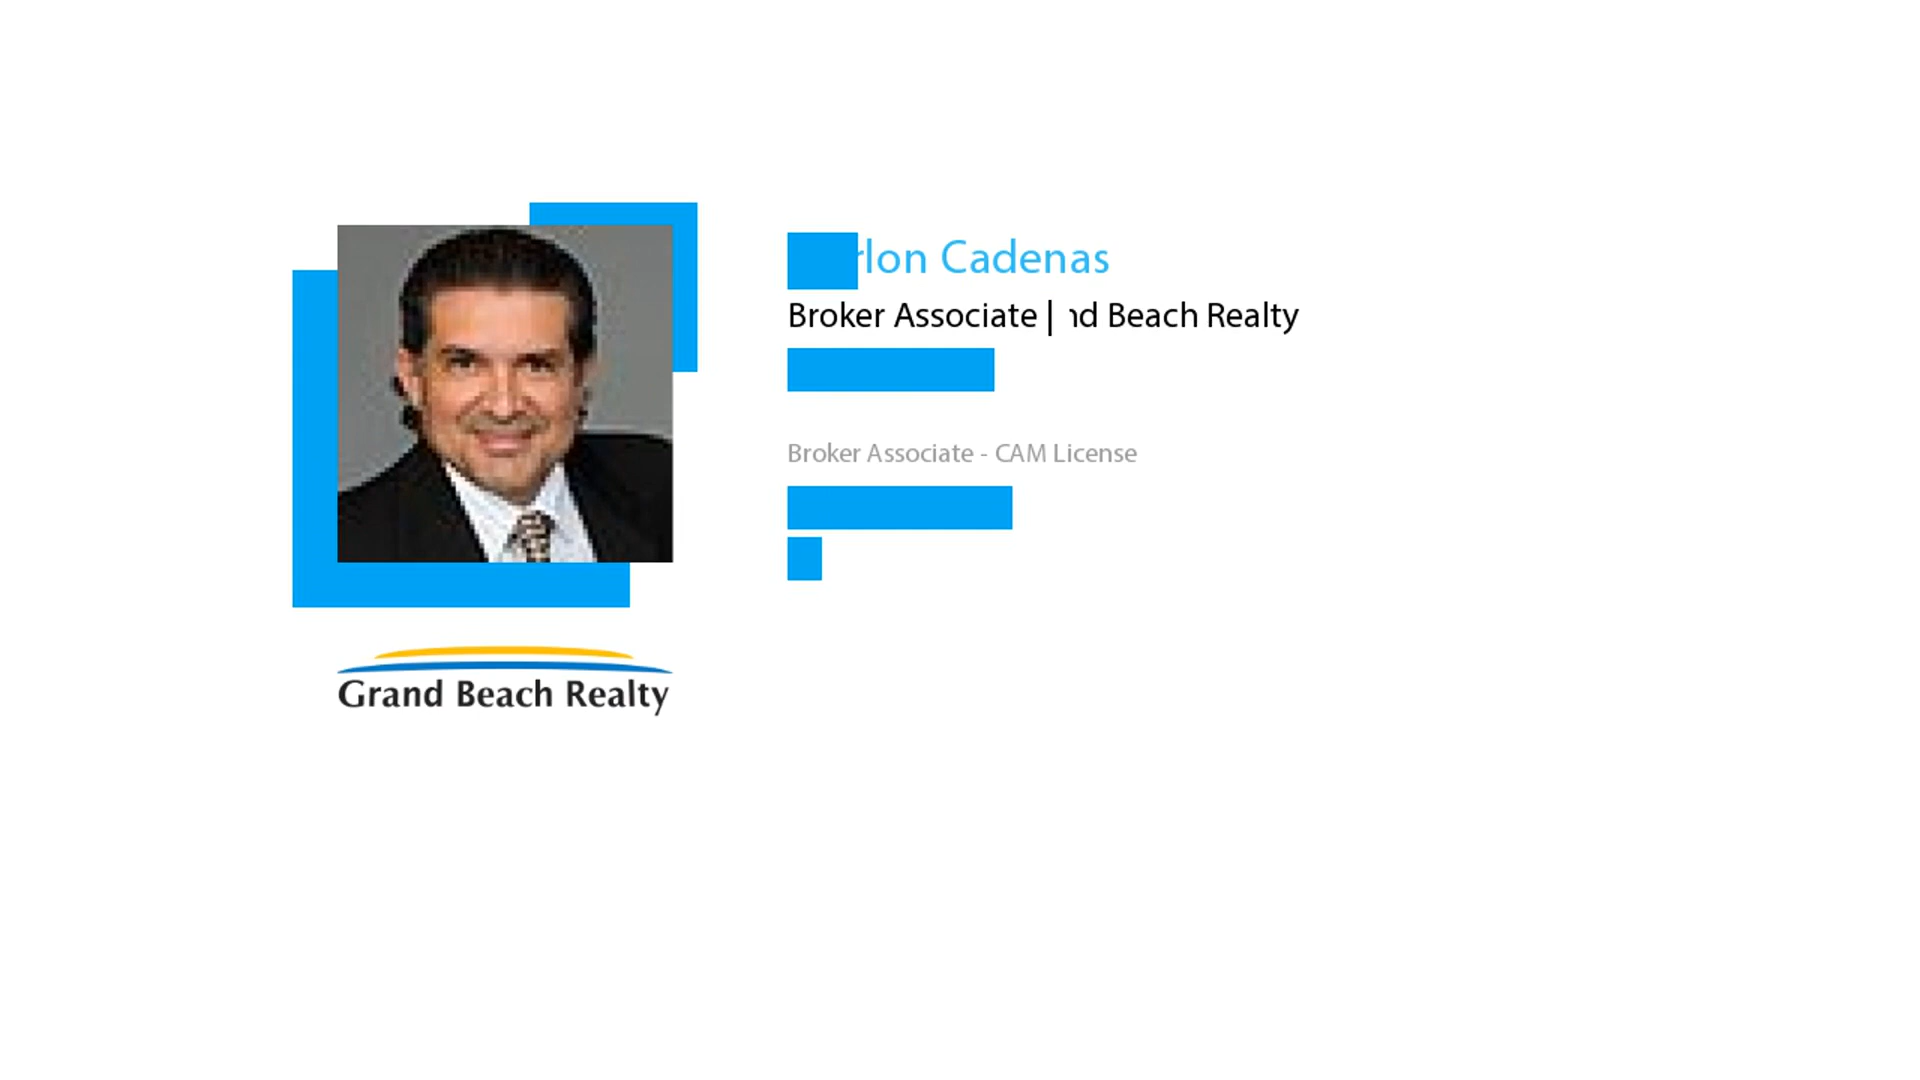 rlon Cadenas
Broker Associate | nd Beach Realty
Broker Associate - CAM License
Grand Beach Realty